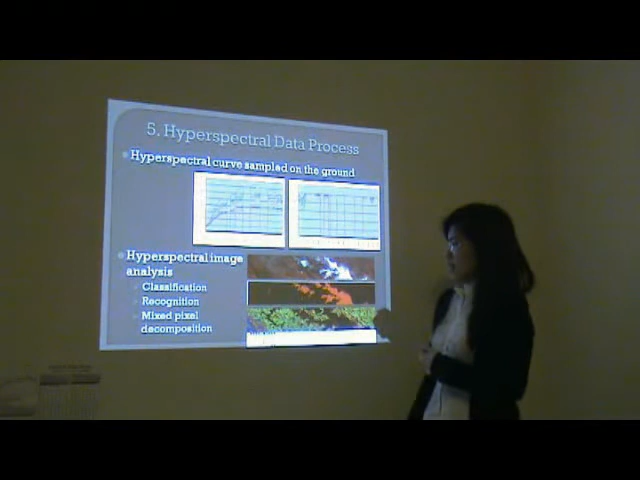 5. Hyperspectral Data Process
Hyperspectral curve sampled on the ground
Hyperspectral image
analysis
Classification
Recognition
Mixed pixel
decomposition